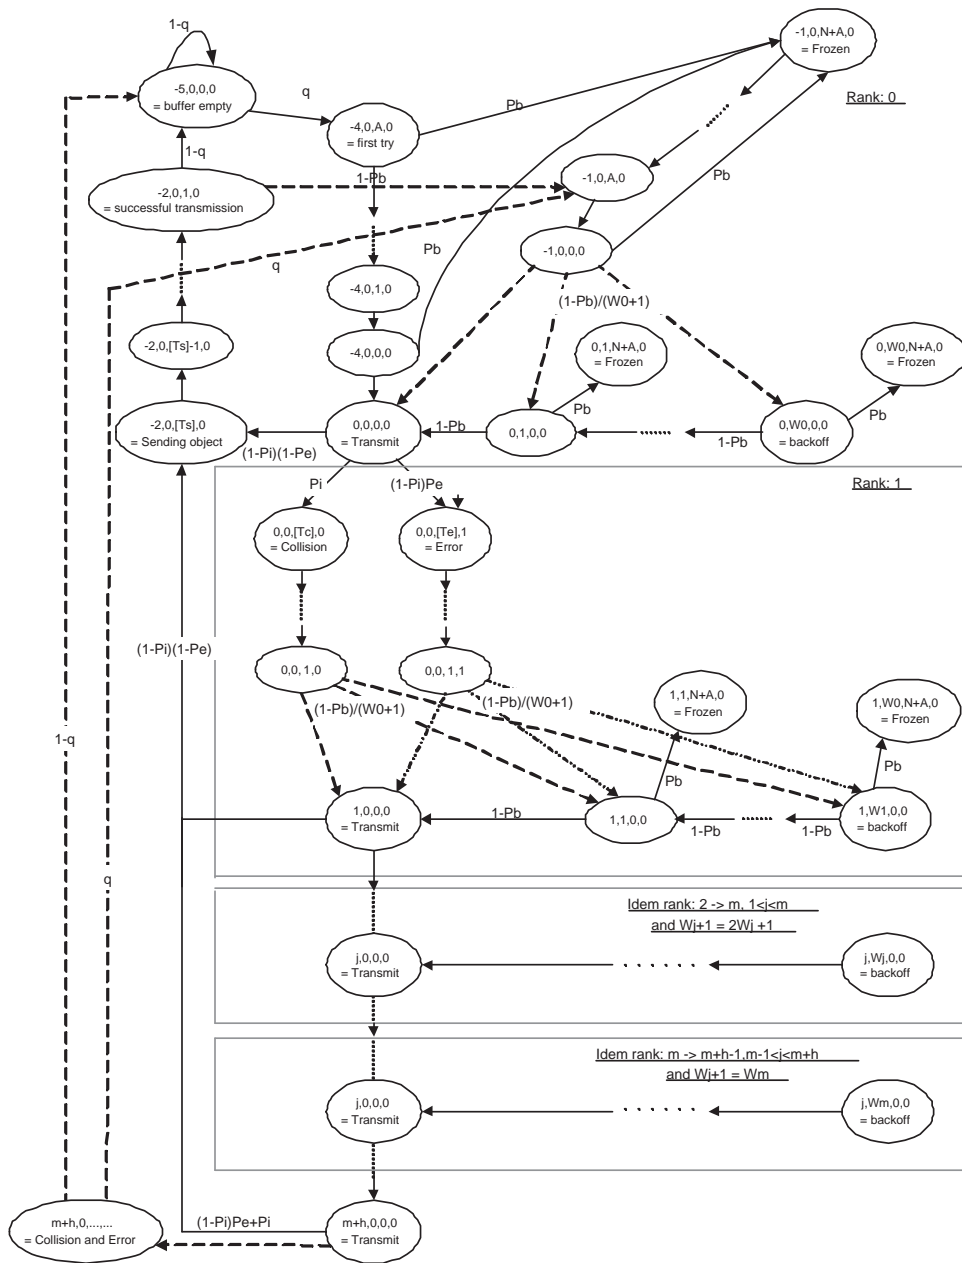 1-q
-5,0,0,0
= buffer empty
q
-4,0,A,0
= first try
Pb
-1,0,N+A,0
= Frozen
Rank: 0
1-q
-2,0,1,0
= successful transmission
1-Pb
-1,0,A,0
Pb
-1,0,0,0
q
Pb
-4,0,1,0
(1-Pb)/(W0+1)
-2,0,[Ts]-1,0
-4,0,0,0
0,1,N+A,0
= Frozen
0,W0,N+A,0
= Frozen
-2,0,[Ts],0
= Sending object
0,0,0,0
= Transmit
1-Pb
0,1,0,0
Pb
1-Pb
0,W0,0,0
= backoff
Pb
(1-Pi)(1-Pe)
Pi
(1-Pi)Pe
Rank: 1
0,0,[Tc],0
= Collision
0,0,[Te],1
= Error
(1-Pi)(1-Pe)
0,0,1,0
0,0,1,1
(1-Pb)/(W0+1)
(1-Pb)/(W0+1)
1,1,N+A,0
= Frozen
1,W0,N+A,0
= Frozen
1-q
Pb
Pb
1,0,0,0
= Transmit
1-Pb
1,1,0,0
1-Pb
1-Pb
1,W1,0,0
= backoff
q
Idem rank: 2 -> m, 1<j<m
and Wj+1 = 2Wj +1
j,0,0,0
= Transmit
j,Wj,0,0
= backoff
Idem rank: m -> m+h-1,m-1<j<m+h
and Wj+1 = Wm
j,0,0,0
= Transmit
j,Wm,0,0
= backoff
m+h,0,...,...
= Collision and Error
(1-Pi)Pe+Pi
m+h,0,0,0
= Transmit